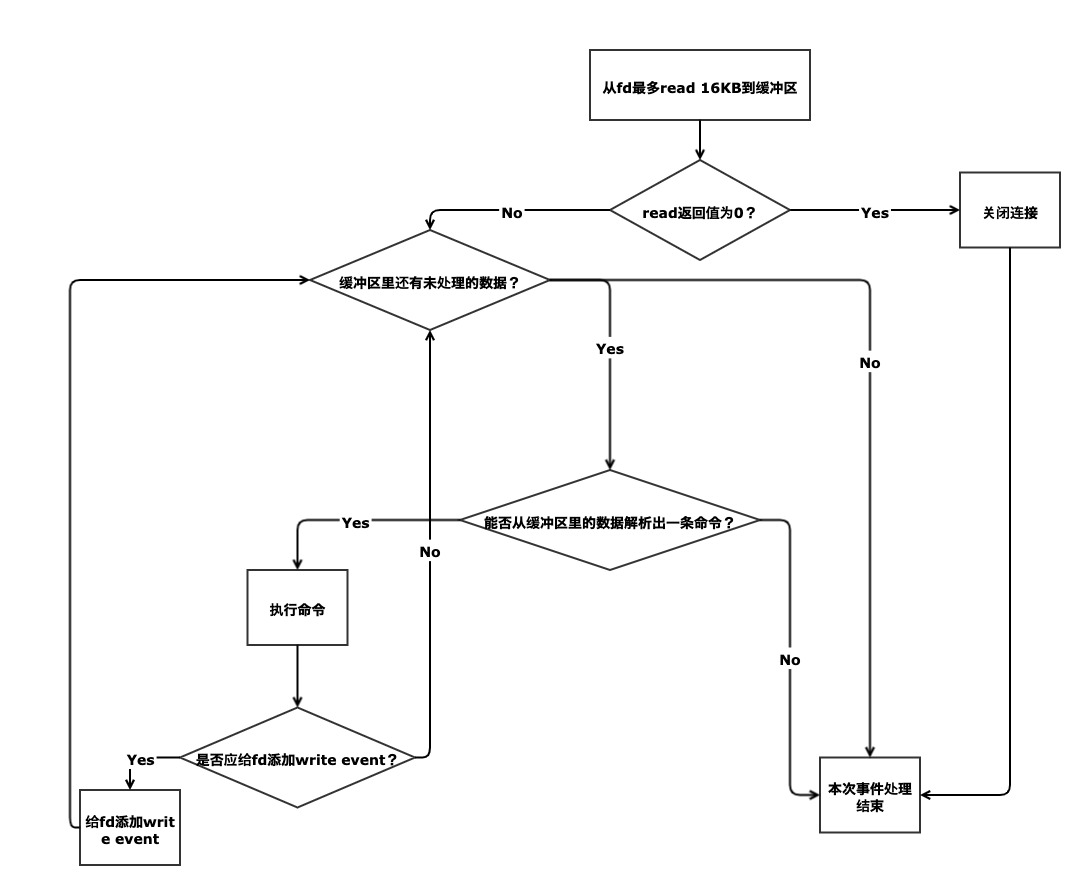 从fd最多read 16KB到缓冲区
read返回值为0？
No
Yes
关闭连接
缓冲区里还有未处理的数据？
Yes
No
能否从缓冲区里的数据解析出一条命令？
Yes
No
执行命令
No
是否应给fd添加write event？
Yes
给fd添加writ
e event
本次事件处理
结束